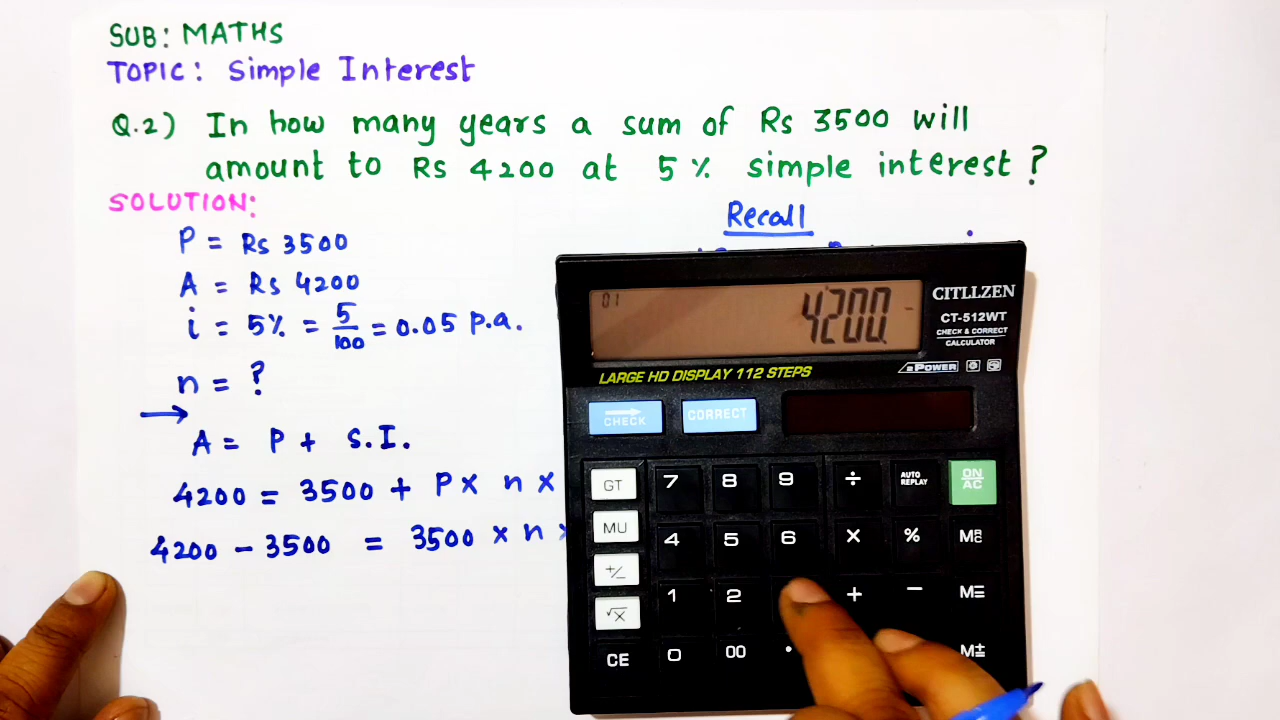 SUB: MATHS
TOPIC: Simple Interest
Q.2) In how many years a sum of Rs 3500 will
amount to Rs 4200 at 5% simple interest?
SOLUTION:
Recall
P = Rs 3500
A = Rs 4200
i = 5% = 5/100 = 0.05 p.a.
n = ?
→
A = P + S.I.
4200 = 3500 + P× n ×
4200 - 3500 = 3500 × n ×
01 4200. -
CITLLZEN
CT-512WT
CHECK & CORRECT
CALCULATOR
LARGE HD DISPLAY 112 STEPS
2POWER
CHECK CORRECT
GT 7 8 9 ÷ AUTO REPLAY ON/AC
MU 4 5 6 × %
+/- 1 2 + - M=
√X
CE 0 00 • M±